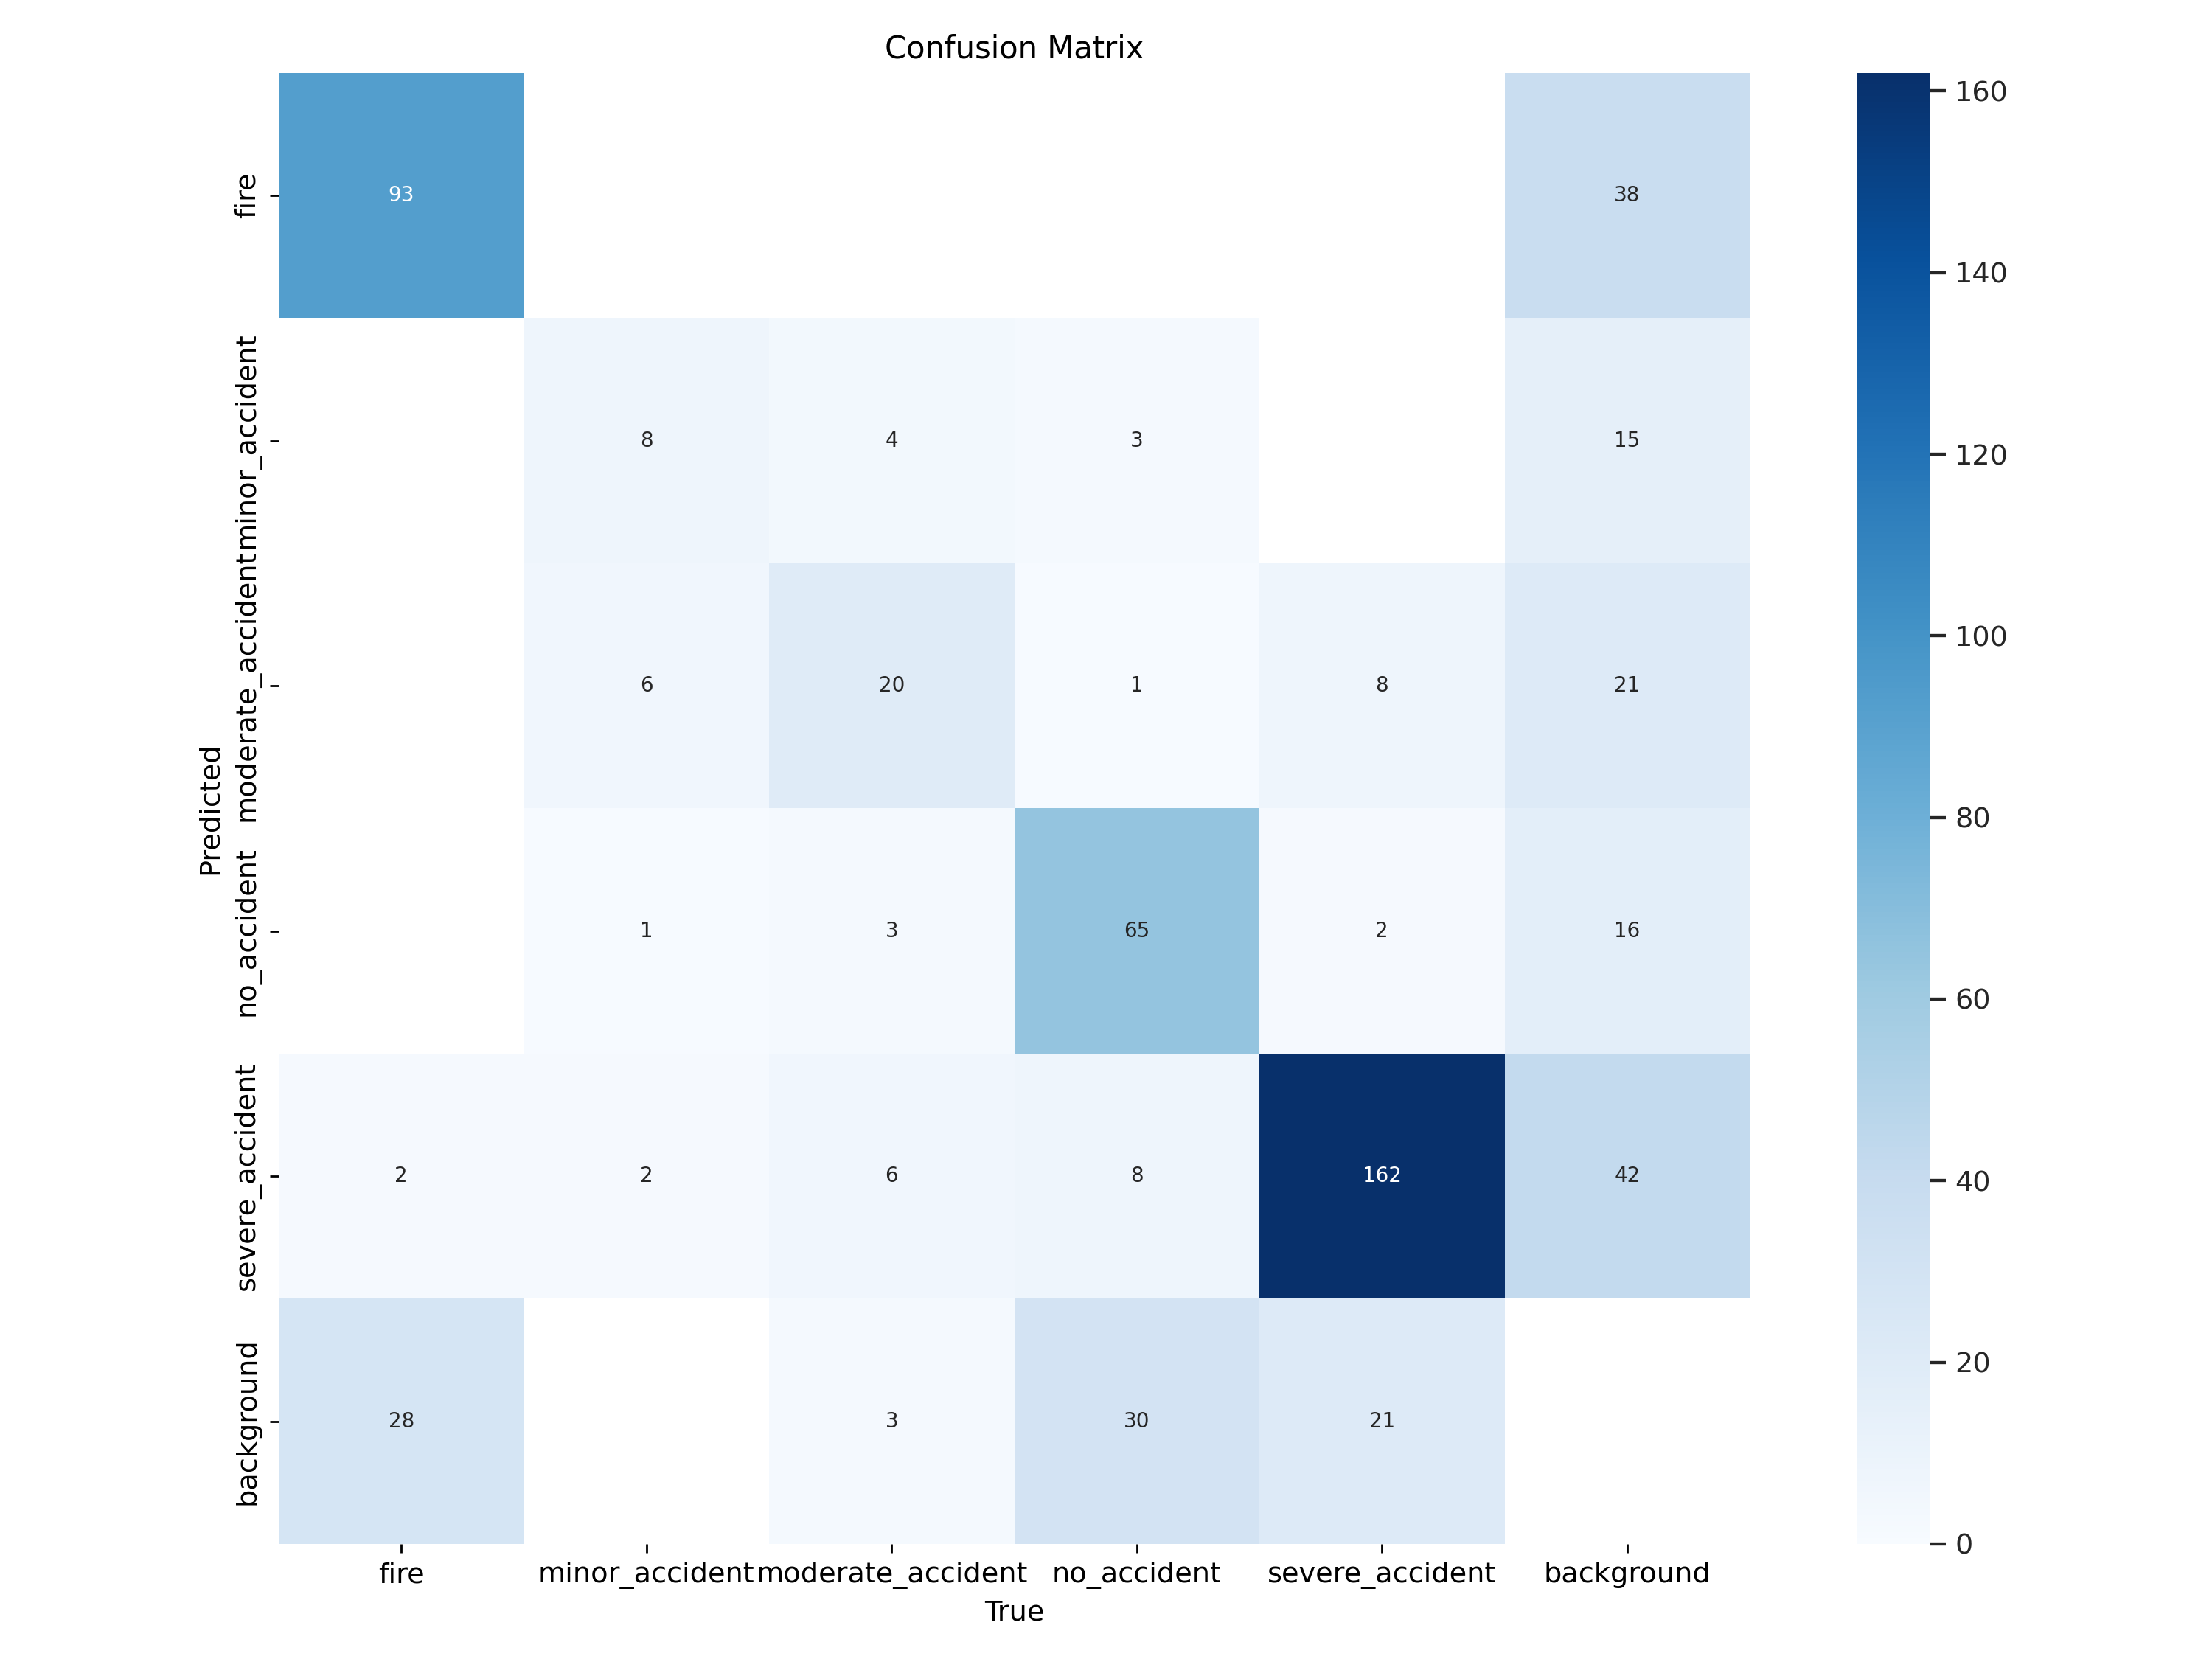 Confusion Matrix
93
38
8
4
3
15
6
20
1
8
21
1
3
65
2
16
2
2
6
8
162
42
28
3
30
21
fire
minor_accident
moderate_accident
no_accident
severe_accident
background
Predicted
fire
minor_accident
moderate_accident
no_accident
severe_accident
background
True
160
140
120
100
80
60
40
20
0